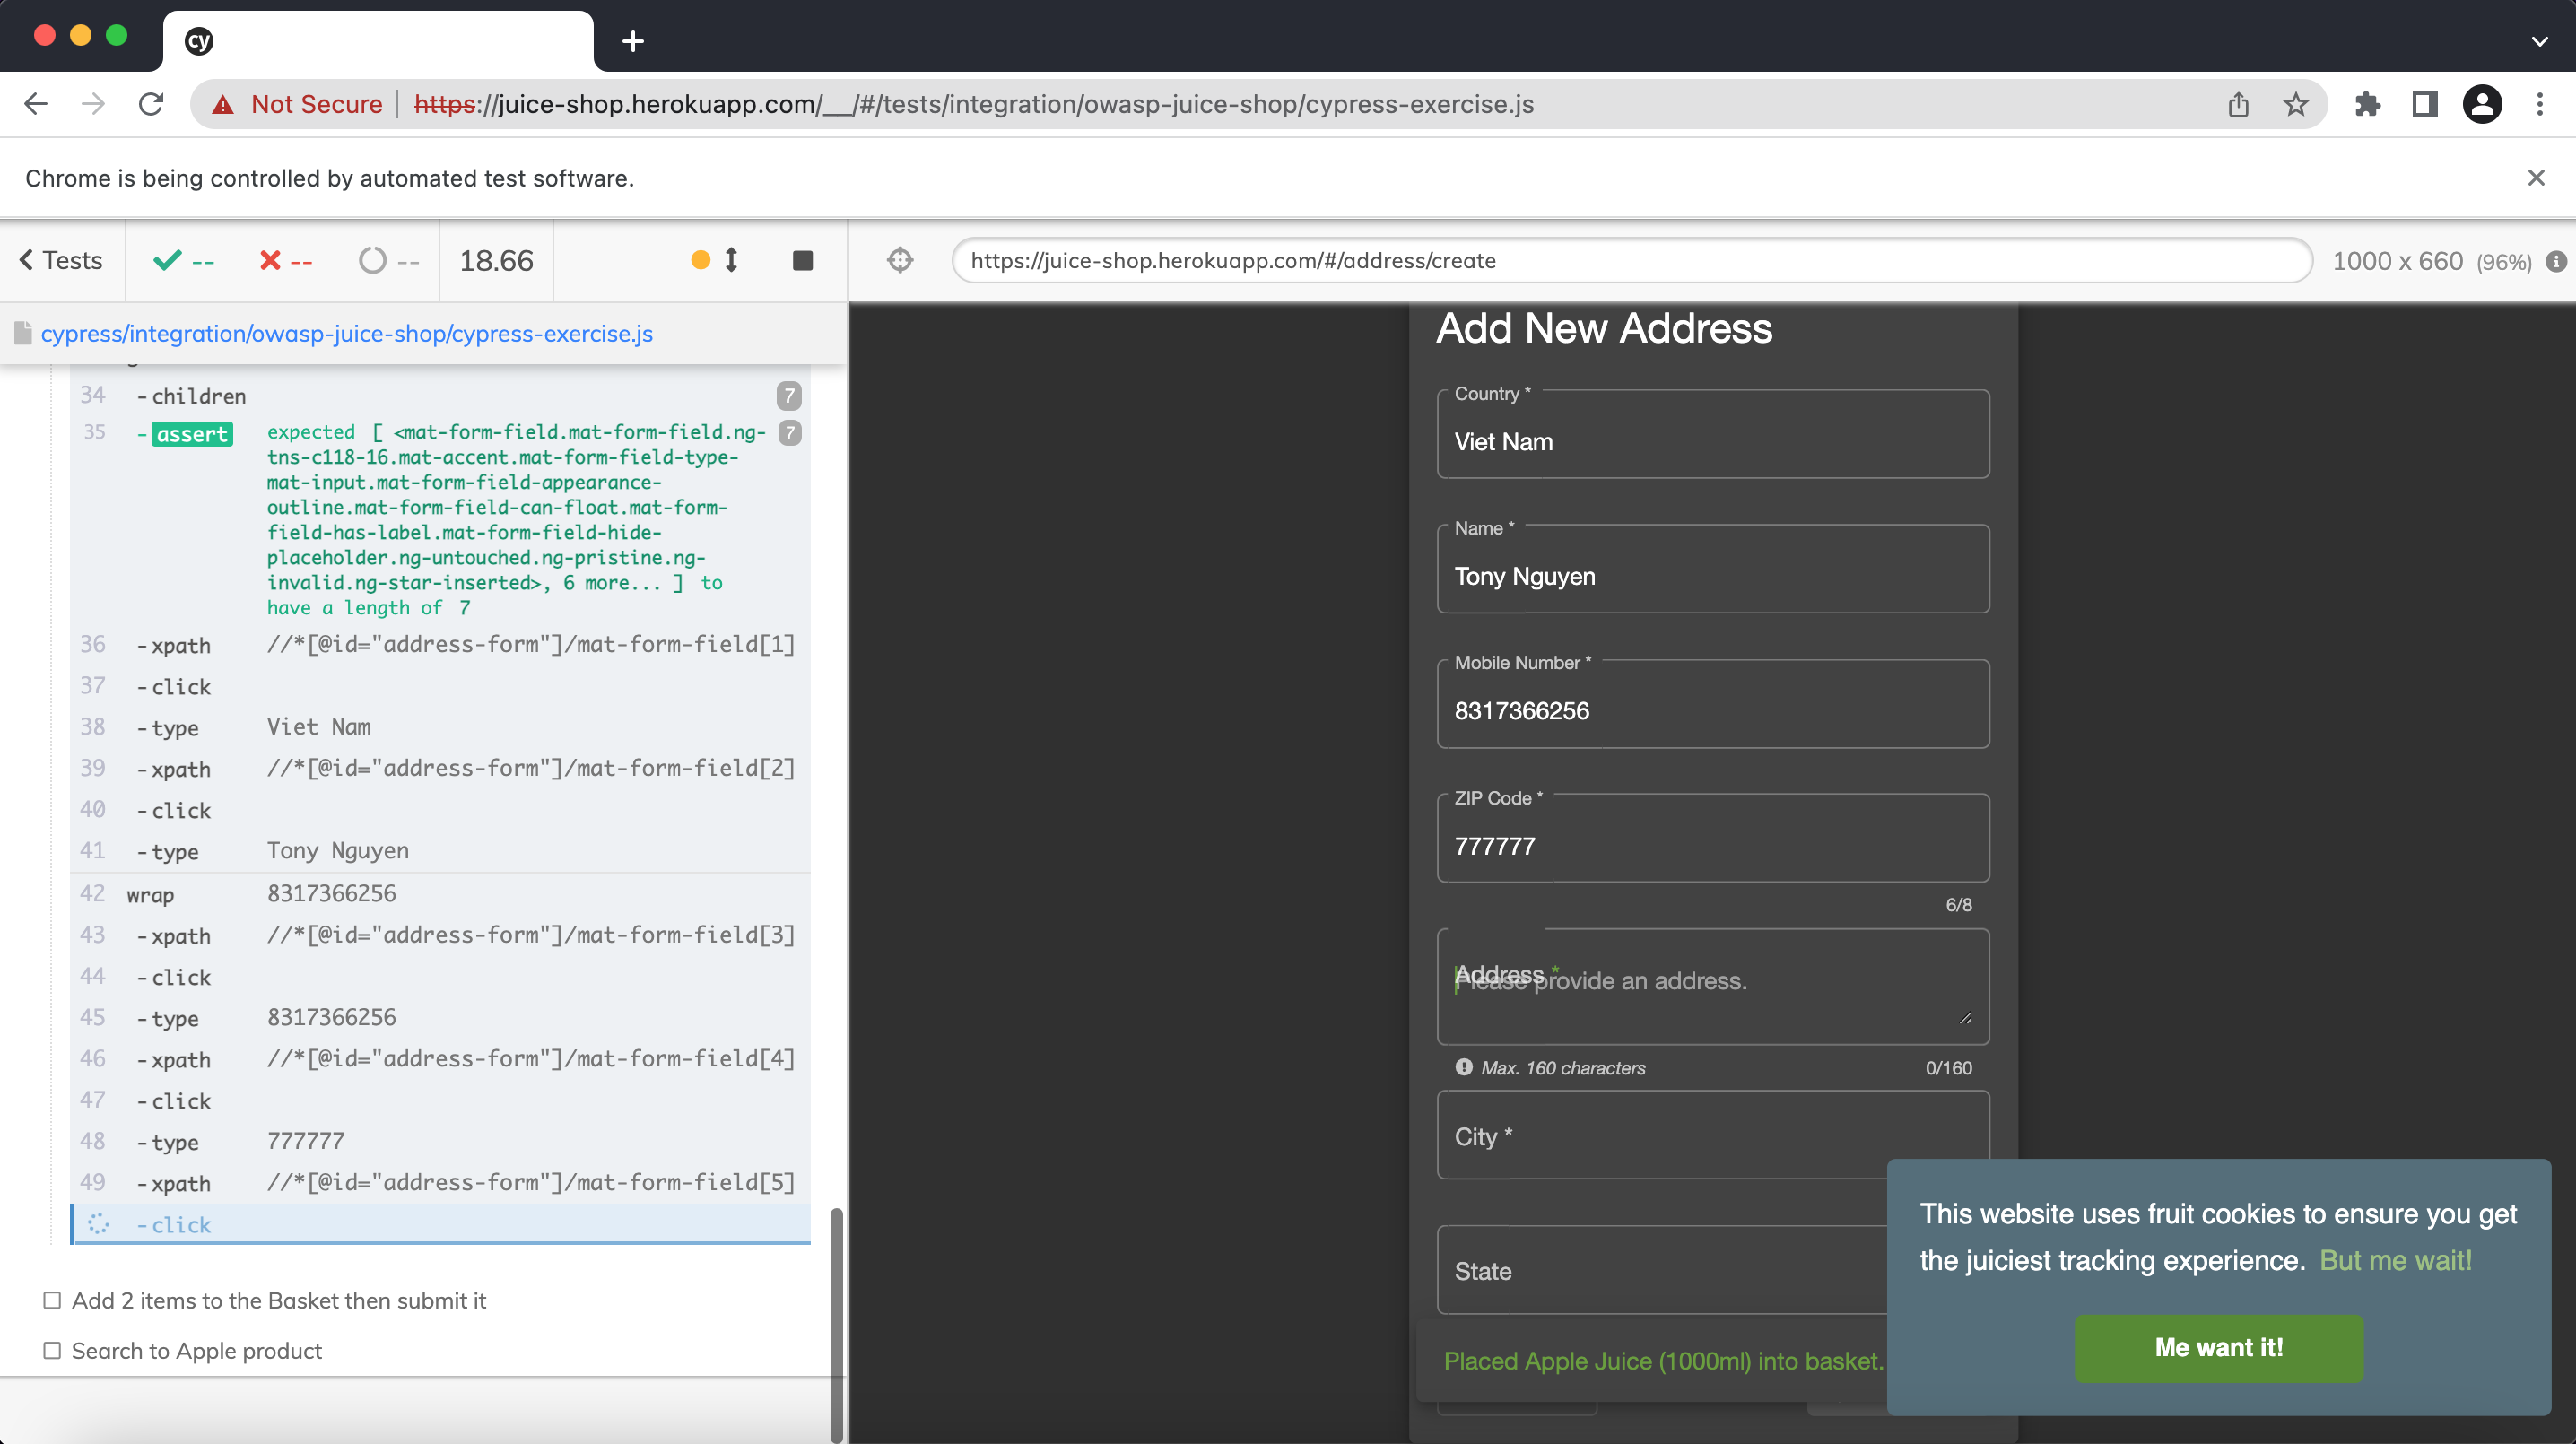 cy
Not Secure https://juice-shop.herokuapp.com/__/#/tests/integration/owasp-juice-shop/cypress-exercise.js
Chrome is being controlled by automated test software.
Tests -- -- -- 18.66
https://juice-shop.herokuapp.com/#/address/create
1000 x 660 (96%)
cypress/integration/owasp-juice-shop/cypress-exercise.js
34 -children 7
35 -assert expected [ <mat-form-field.mat-form-field.ng- 7
tns-c118-16.mat-accent.mat-form-field-type-
mat-input.mat-form-field-appearance-
outline.mat-form-field-can-float.mat-form-
field-has-label.mat-form-field-hide-
placeholder.ng-untouched.ng-pristine.ng-
invalid.ng-star-inserted>, 6 more... ] to
have a length of 7
36 -xpath //*[@id="address-form"]/mat-form-field[1]
37 -click
38 -type Viet Nam
39 -xpath //*[@id="address-form"]/mat-form-field[2]
40 -click
41 -type Tony Nguyen
42 wrap 8317366256
43 -xpath //*[@id="address-form"]/mat-form-field[3]
44 -click
45 -type 8317366256
46 -xpath //*[@id="address-form"]/mat-form-field[4]
47 -click
48 -type 777777
49 -xpath //*[@id="address-form"]/mat-form-field[5]
-click
Add 2 items to the Basket then submit it
Search to Apple product
Add New Address
Country *
Viet Nam
Name *
Tony Nguyen
Mobile Number *
8317366256
ZIP Code *
777777
6/8
Address *
Please provide an address.
Max. 160 characters 0/160
City *
State
Placed Apple Juice (1000ml) into basket.
This website uses fruit cookies to ensure you get
the juiciest tracking experience. But me wait!
Me want it!